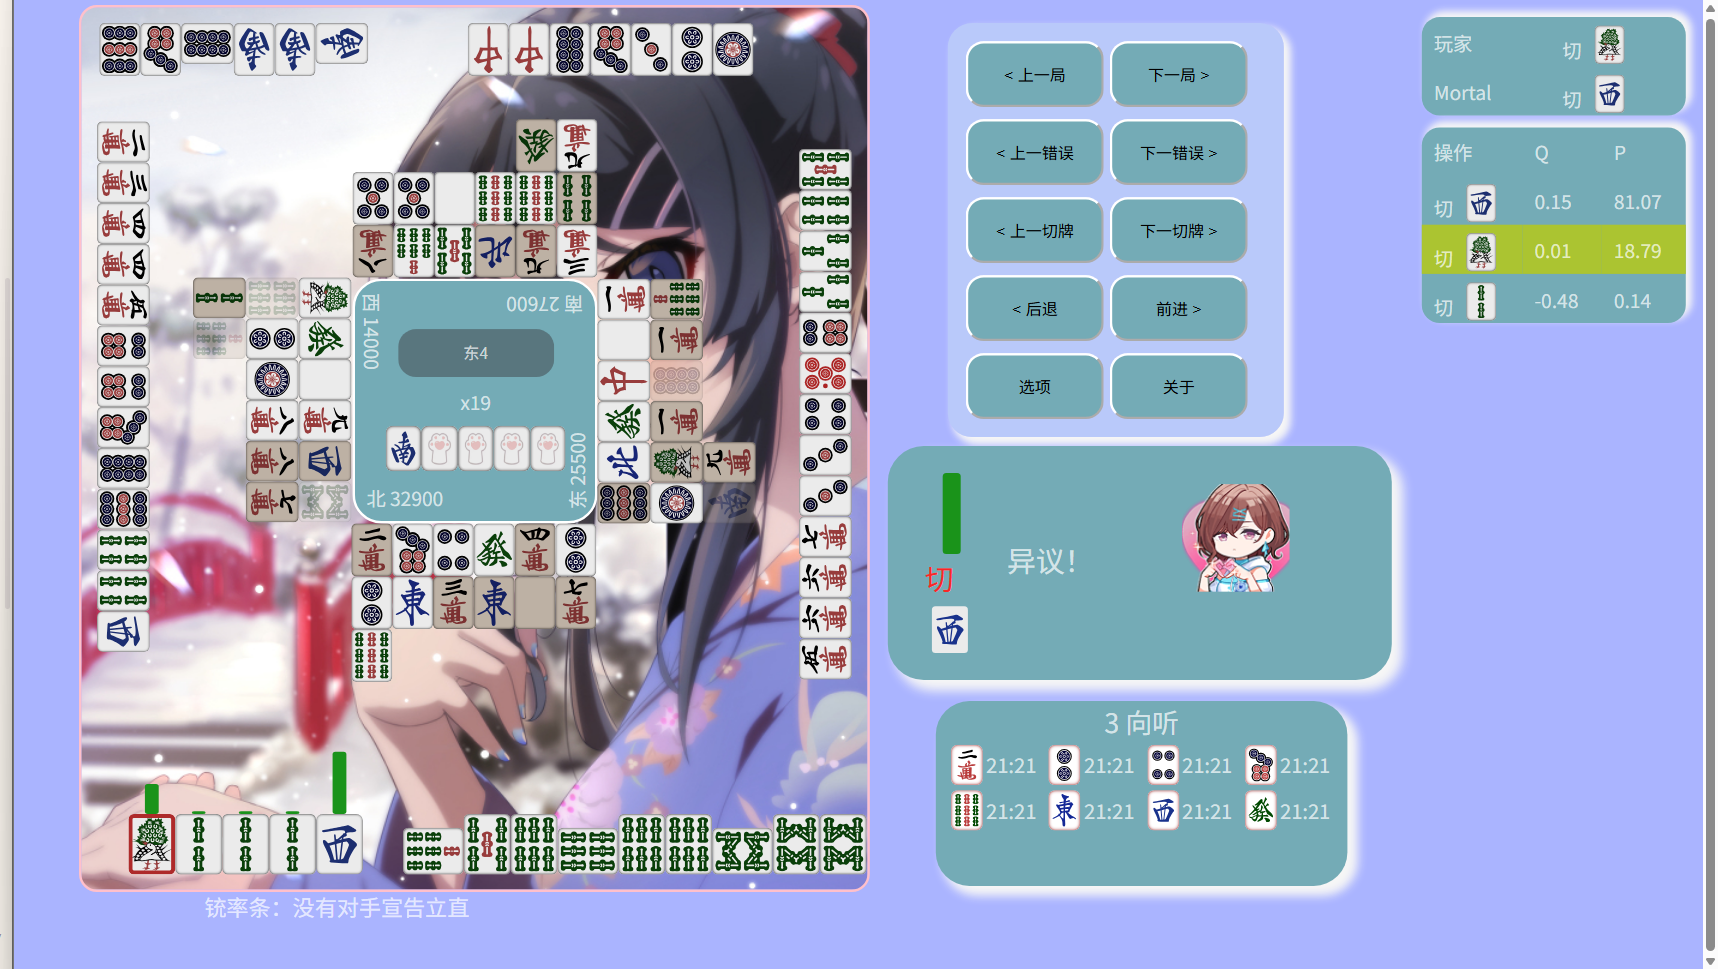 南 27600
西 14000
东4
x19
东 25500
北 32900
铳率条：没有对手宣告立直
< 上一局
下一局 >
< 上一错误
下一错误 >
< 上一切牌
下一切牌 >
< 后退
前进 >
选项
关于
切
异议！
3 向听
21:21 21:21 21:21 21:21
21:21 21:21 21:21 21:21
玩家 切
Mortal 切
操作 Q P
切 0.15 81.07
切 0.01 18.79
切 -0.48 0.14